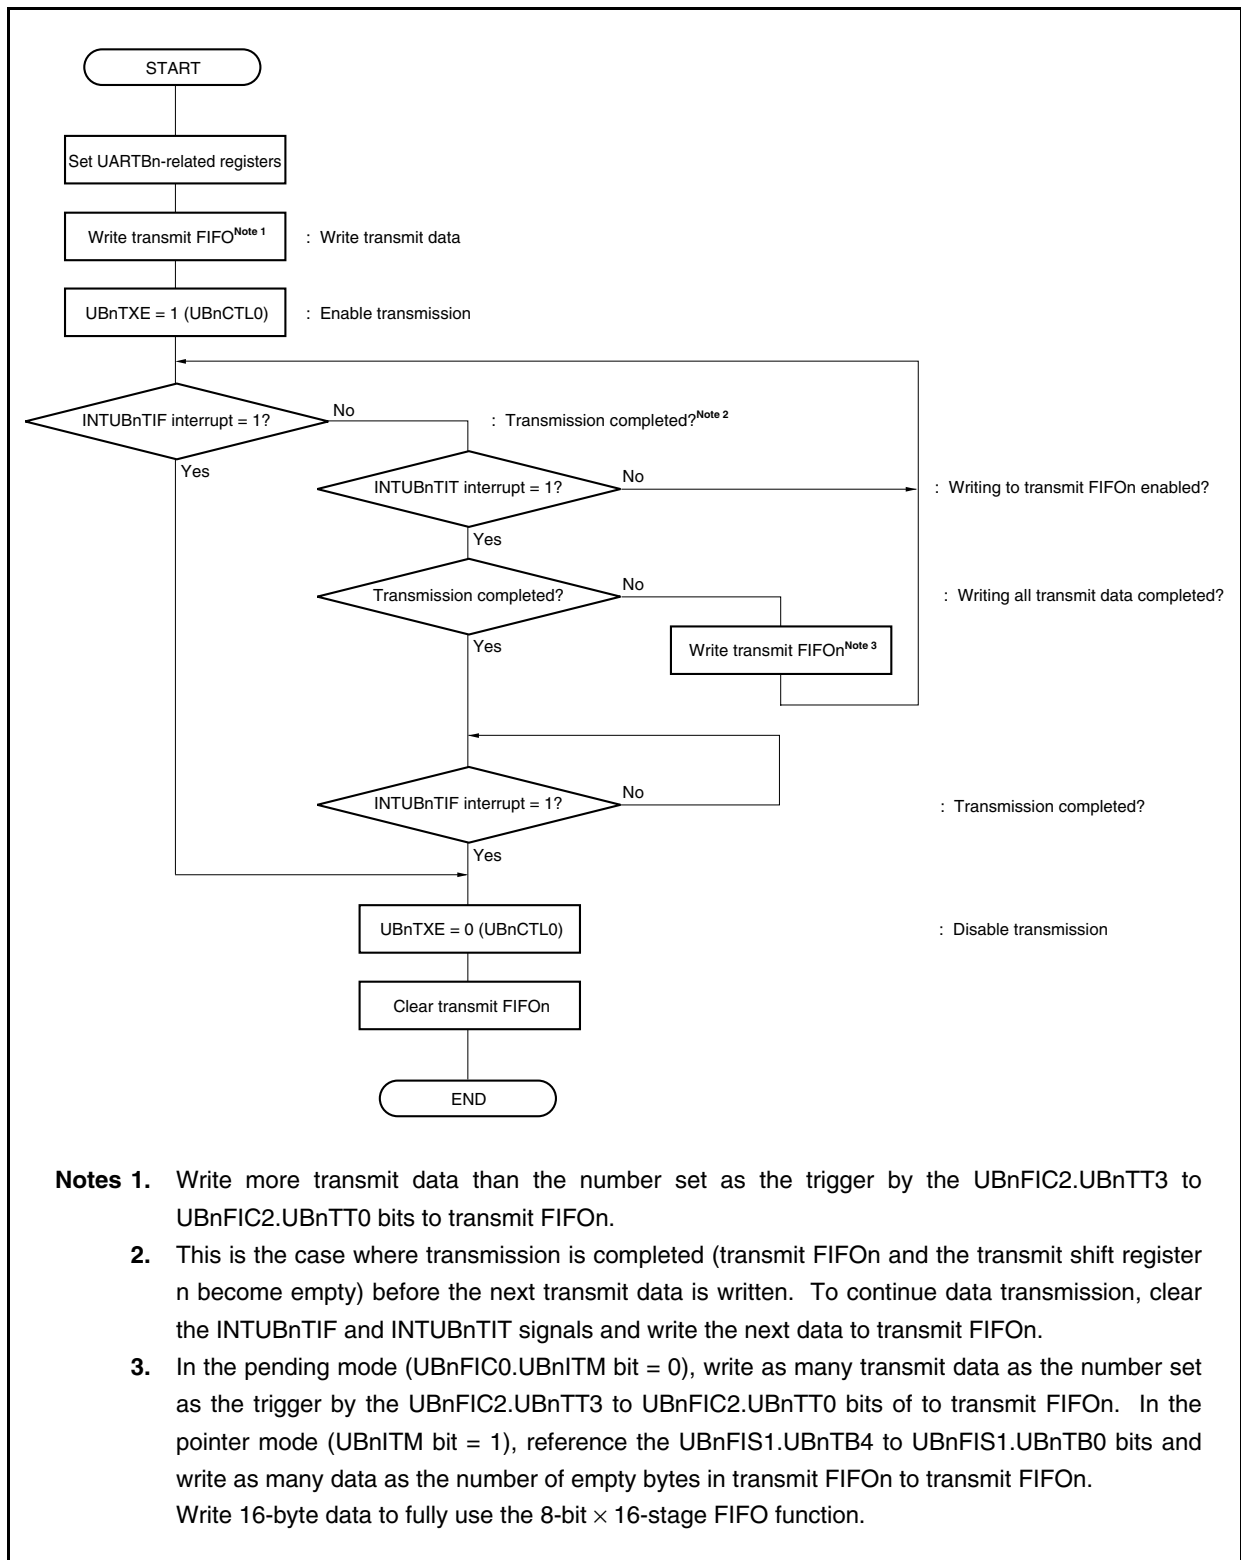 START
Set UARTBn-related registers
Write transmit FIFONote 1 : Write transmit data
UBnTXE = 1 (UBnCTL0) : Enable transmission
INTUBnTIF interrupt = 1?
No
: Transmission completed?Note 2
Yes
INTUBnTIT interrupt = 1?
No
: Writing to transmit FIFOn enabled?
Yes
Transmission completed?
No
: Writing all transmit data completed?
Yes
Write transmit FIFOnNote 3
INTUBnTIF interrupt = 1?
No
: Transmission completed?
Yes
UBnTXE = 0 (UBnCTL0)
: Disable transmission
Clear transmit FIFOn
END
Notes 1. Write more transmit data than the number set as the trigger by the UBnFIC2.UBnTT3 to
UBnFIC2.UBnTT0 bits to transmit FIFOn.
2. This is the case where transmission is completed (transmit FIFOn and the transmit shift register
n become empty) before the next transmit data is written. To continue data transmission, clear
the INTUBnTIF and INTUBnTIT signals and write the next data to transmit FIFOn.
3. In the pending mode (UBnFIC0.UBnITM bit = 0), write as many transmit data as the number set
as the trigger by the UBnFIC2.UBnTT3 to UBnFIC2.UBnTT0 bits of to transmit FIFOn. In the
pointer mode (UBnITM bit = 1), reference the UBnFIS1.UBnTB4 to UBnFIS1.UBnTB0 bits and
write as many data as the number of empty bytes in transmit FIFOn to transmit FIFOn.
Write 16-byte data to fully use the 8-bit × 16-stage FIFO function.